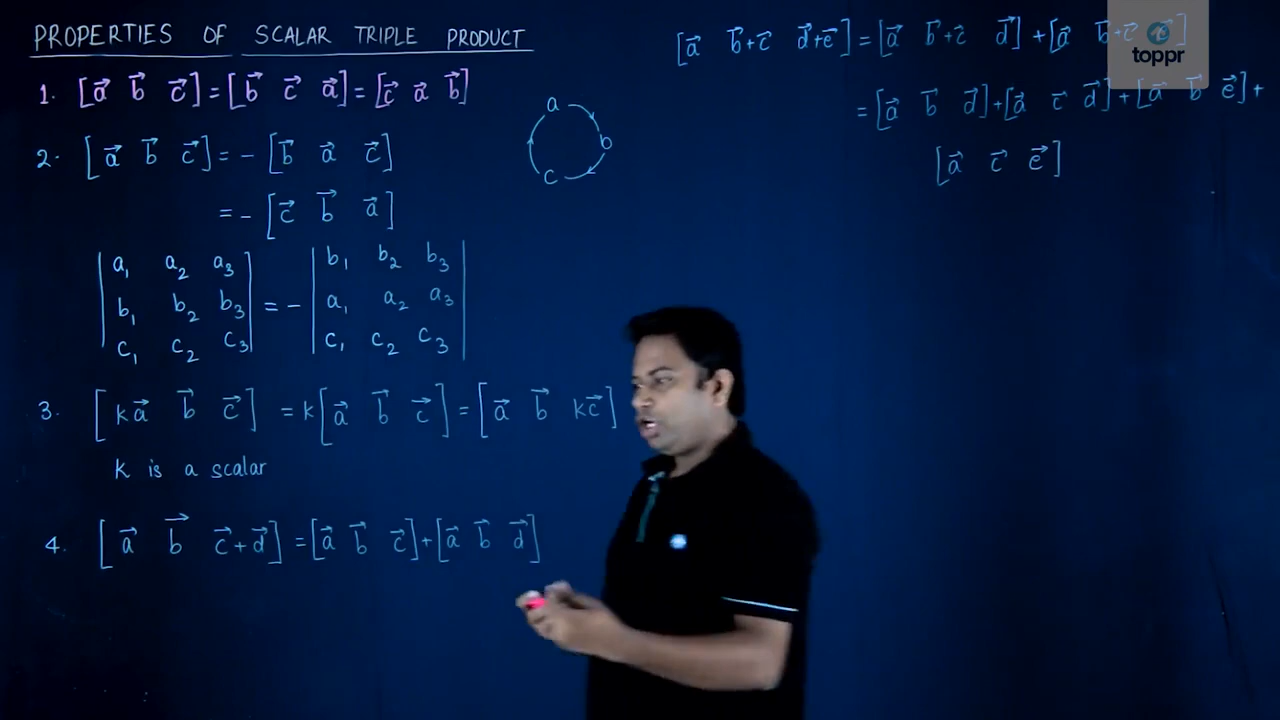 PROPERTIES OF SCALAR TRIPLE PRODUCT
1. [a⃗ b⃗ c⃗] = [b⃗ c⃗ a⃗] = [c⃗ a⃗ b⃗]
a b c
2. [a⃗ b⃗ c⃗] = - [b⃗ a⃗ c⃗]
= - [c⃗ b⃗ a⃗]
| a₁ a₂ a₃ | | b₁ b₂ b₃ |
| b₁ b₂ b₃ | = - | a₁ a₂ a₃ |
| c₁ c₂ c₃ | | c₁ c₂ c₃ |
3. [ka⃗ b⃗ c⃗] = k[a⃗ b⃗ c⃗] = [a⃗ b⃗ kc⃗]
k is a scalar
4. [a⃗ b⃗ c⃗+d⃗] = [a⃗ b⃗ c⃗] + [a⃗ b⃗ d⃗]
[a⃗ b⃗+c⃗ d⃗+e⃗] = [a⃗ b⃗+c⃗ d⃗] + [a⃗ b⃗+c⃗ e⃗]
= [a⃗ b⃗ d⃗] + [a⃗ c⃗ d⃗] + [a⃗ b⃗ e⃗] +
[a⃗ c⃗ e⃗]
toppr